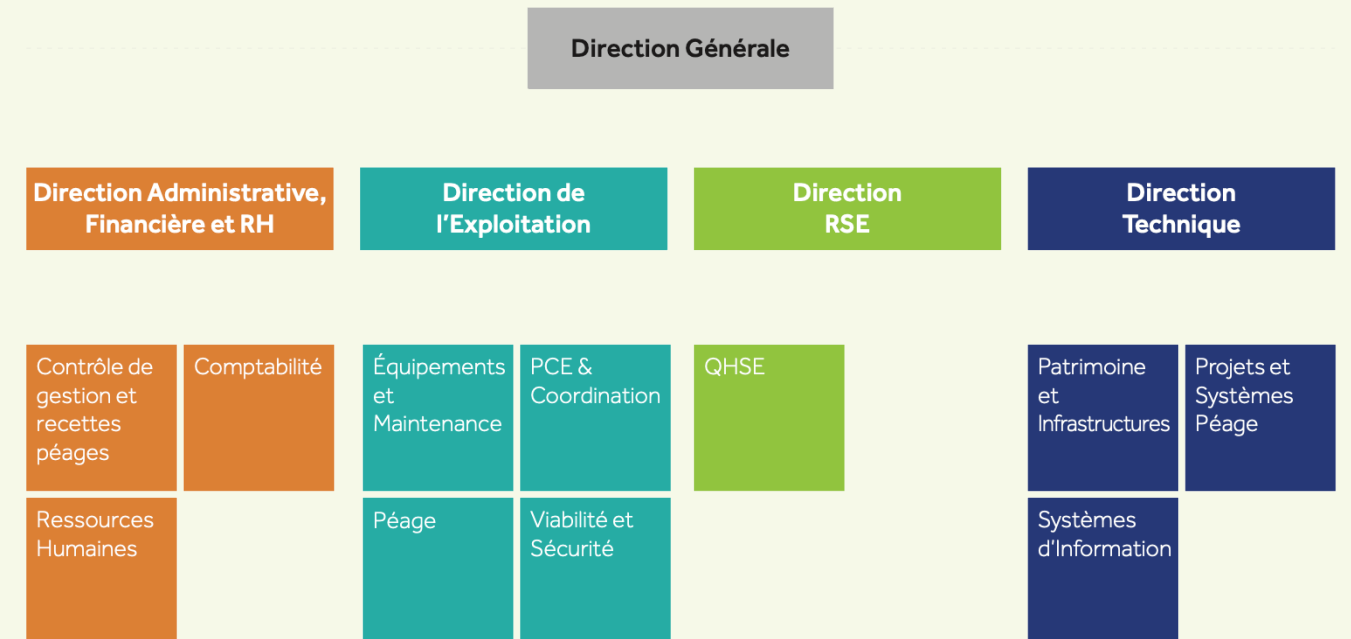 Direction Générale
Direction Administrative,
Financière et RH
Direction de
l’Exploitation
Direction
RSE
Direction
Technique
Contrôle de
gestion et
recettes
péages
Comptabilité
Ressources
Humaines
Équipements
et
Maintenance
PCE &
Coordination
Péage
Viabilité et
Sécurité
QHSE
Patrimoine
et
Infrastructures
Projets et
Systèmes
Péage
Systèmes
d’Information